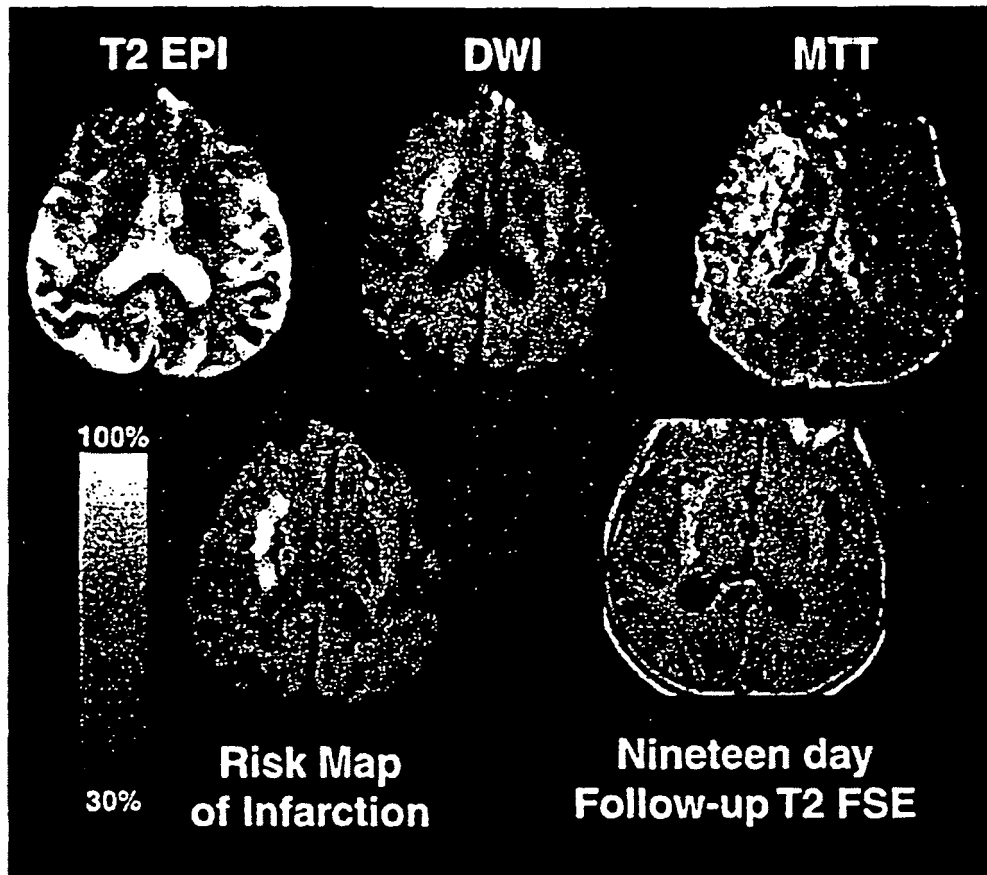 T2 EPI
DWI
MTT
100%
30%
Risk Map
of Infarction
Nineteen day
Follow-up T2 FSE